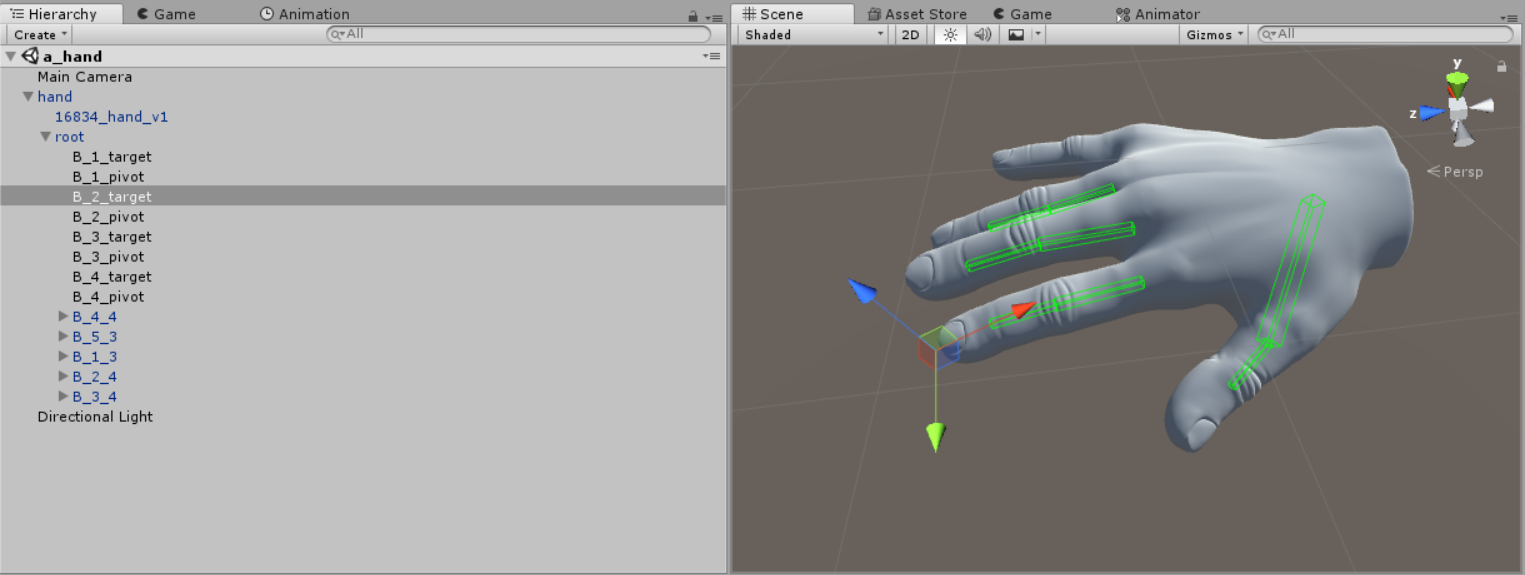 Hierarchy
Game
Animation
Create
All
a_hand
Main Camera
hand
16834_hand_v1
root
B_1_target
B_1_pivot
B_2_target
B_2_pivot
B_3_target
B_3_pivot
B_4_target
B_4_pivot
B_4_4
B_5_3
B_1_3
B_2_4
B_3_4
Directional Light
Scene
Asset Store
Game
Animator
Shaded
2D
Gizmos
All
y
z
Persp